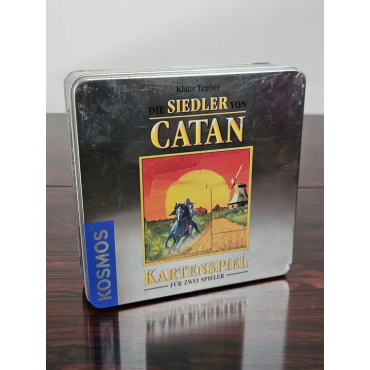 Klaus Teuber
DIE SIEDLER VON
CATAN
KARTENSPIEL
FÜR ZWEI SPIELER
KOSMOS